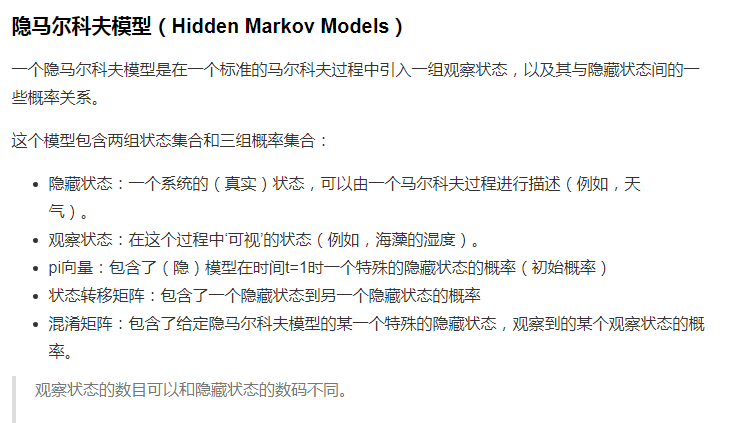 隐马尔科夫模型（Hidden Markov Models）
一个隐马尔科夫模型是在一个标准的马尔科夫过程中引入一组观察状态，以及其与隐藏状态间的一
些概率关系。
这个模型包含两组状态集合和三组概率集合：
• 隐藏状态：一个系统的（真实）状态，可以由一个马尔科夫过程进行描述（例如，天
气）。
• 观察状态：在这个过程中‘可视’的状态（例如，海藻的湿度）。
• pi向量：包含了（隐）模型在时间t=1时一个特殊的隐藏状态的概率（初始概率）
• 状态转移矩阵：包含了一个隐藏状态到另一个隐藏状态的概率
• 混淆矩阵：包含了给定隐马尔科夫模型的某一个特殊的隐藏状态，观察到的某个观察状态的概
率。
观察状态的数目可以和隐藏状态的数码不同。